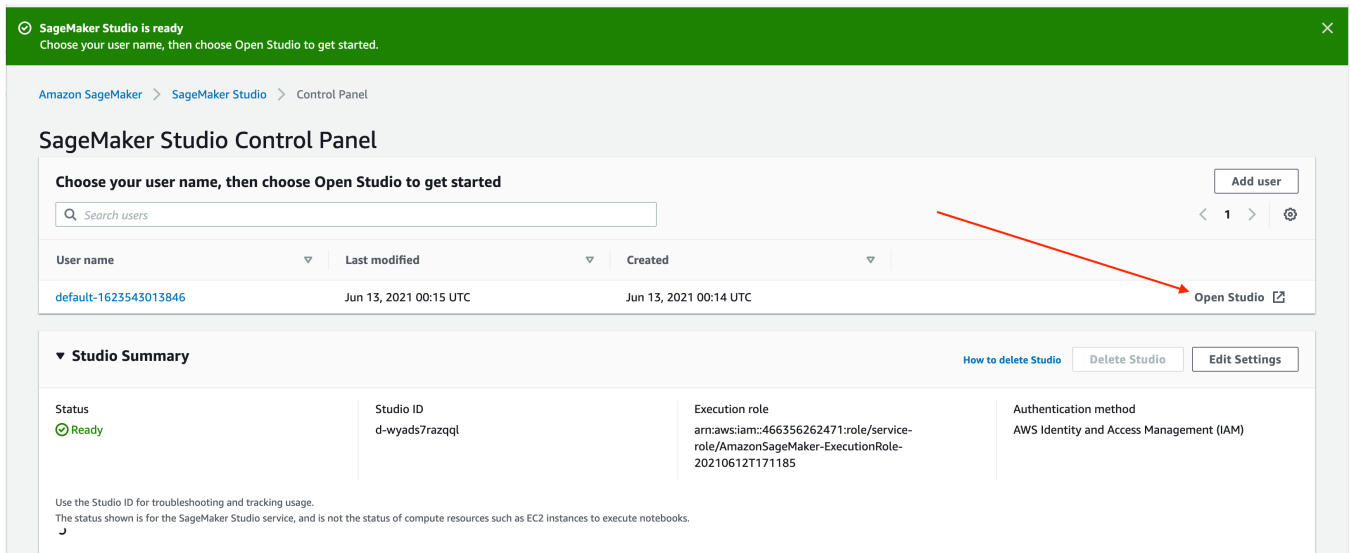 SageMaker Studio is ready
Choose your user name, then choose Open Studio to get started.
Amazon SageMaker > SageMaker Studio > Control Panel
SageMaker Studio Control Panel
Choose your user name, then choose Open Studio to get started
Add user
Search users
1
User name Last modified Created
default-1623543013846 Jun 13, 2021 00:15 UTC Jun 13, 2021 00:14 UTC Open Studio
Studio Summary
How to delete Studio Delete Studio Edit Settings
Status Studio ID Execution role Authentication method
Ready d-wyads7razqql arn:aws:iam::466356262471:role/service- AWS Identity and Access Management (IAM)
role/AmazonSageMaker-ExecutionRole-
20210612T171185
Use the Studio ID for troubleshooting and tracking usage.
The status shown is for the SageMaker Studio service, and is not the status of compute resources such as EC2 instances to execute notebooks.